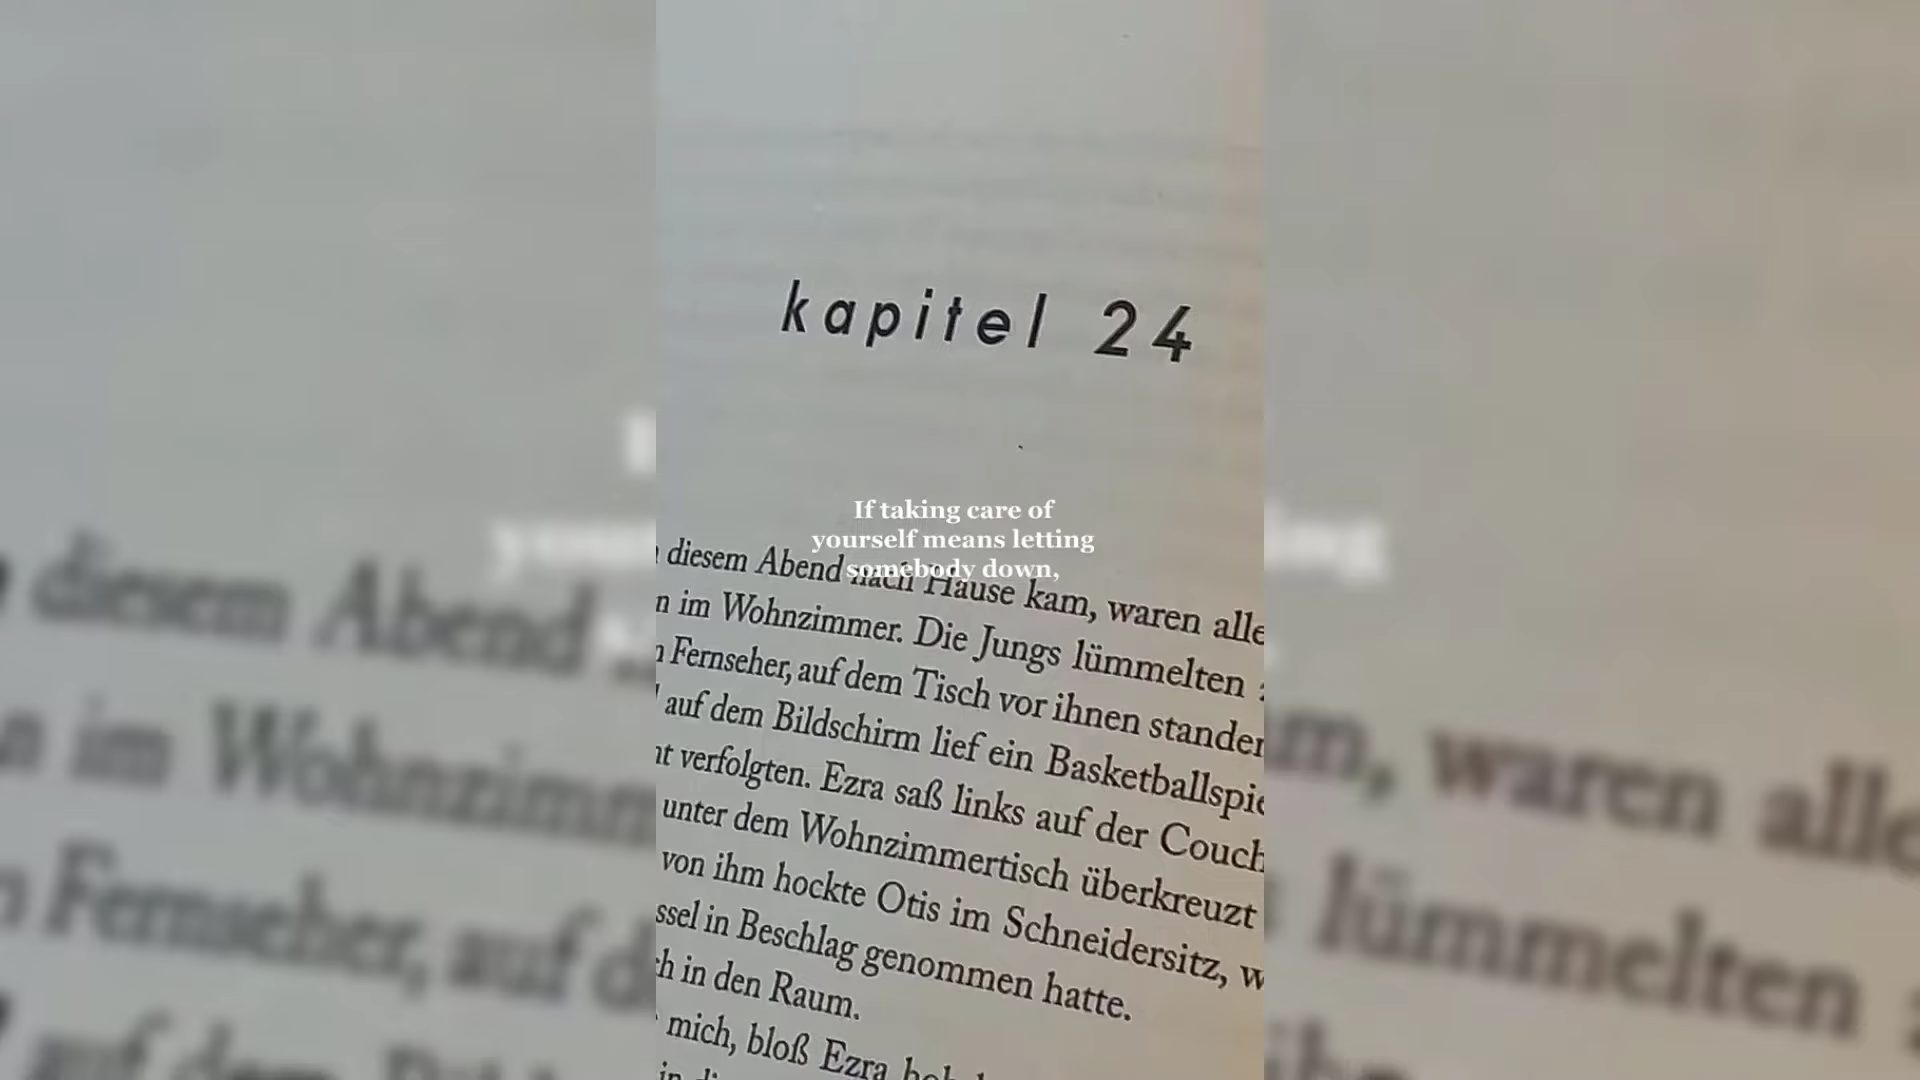 kapitel 24
If taking care of
yourself means letting
somebody down,
diesem Abend nach Hause kam, waren alle
im Wohnzimmer. Die Jungs lümmelten
Fernseher, auf dem Tisch vor ihnen standen
auf dem Bildschirm lief ein Basketballspie
verfolgten. Ezra saß links auf der Couch
unter dem Wohnzimmertisch überkreuzt
von ihm hockte Otis im Schneidersitz, w
ssel in Beschlag genommen hatte.
ch in den Raum.
mich, bloß Ezra